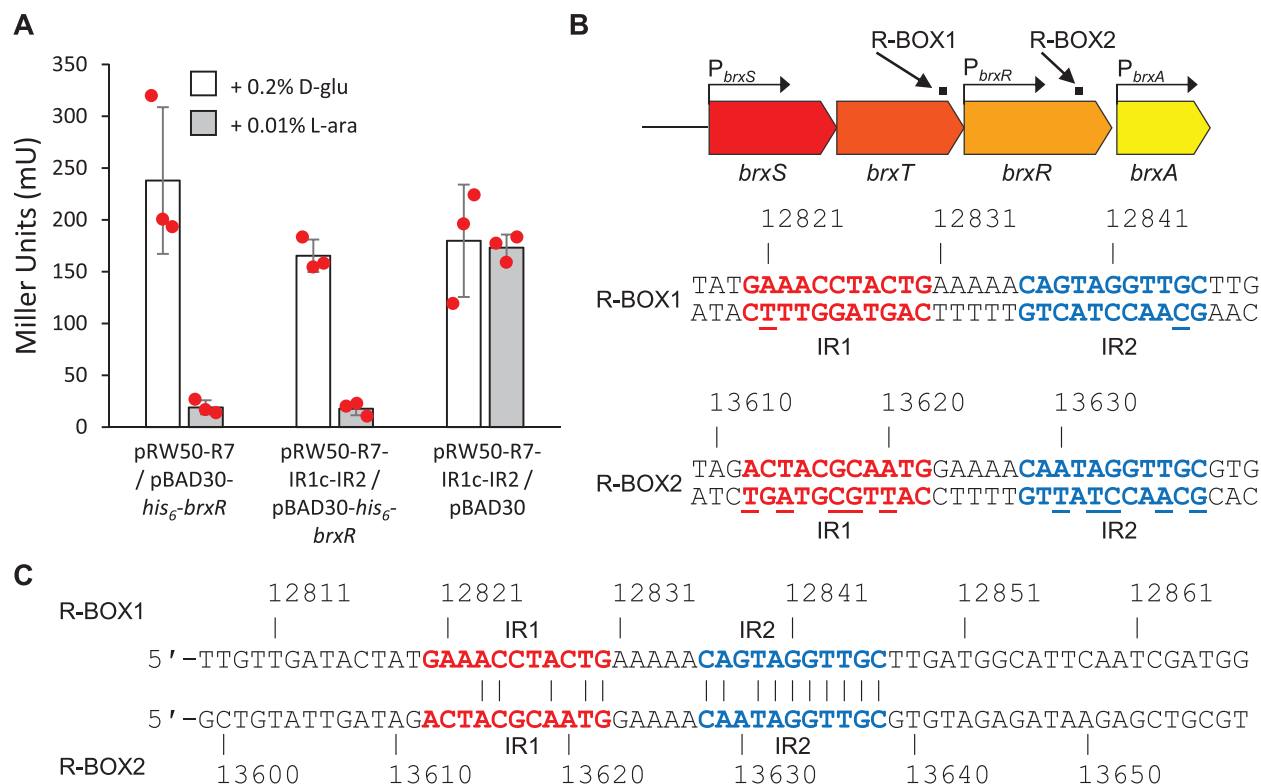 A
Miller Units (mU)
350
300
250
200
150
100
50
0
+ 0.2% D-glu
+ 0.01% L-ara
pRW50-R7
/ pBAD30-
his6-brxR
pRW50-R7-
IR1c-IR2 /
pBAD30-his6-
brxR
pRW50-R7-
IR1c-IR2 /
pBAD30
B
R-BOX1 R-BOX2
PbrxS PbrxR PbrxA
brxS brxT brxR brxA
12821 12831 12841
R-BOX1
TATGAAACCTACTGAAAAACAGTAGGTTGCTTG
ATACTTTGGATGACTTTTTGTCATCCAACGAAC
IR1 IR2
13610 13620 13630
R-BOX2
TAGACTACGCAATGGAAAACAATAGGTTGCGTG
ATCTGATGCGTTACCTTTTGTTATCCAACGCAC
IR1 IR2
C
R-BOX1
12811 12821 12831 12841 12851 12861
IR1 IR2
5′-TTGTTGATACTATGAAACCTACTGAAAAACAGTAGGTTGCTTGATGGCATTCAATCGATGG
5′-GCTGTATTGATAGACTACGCAATGGAAAACAATAGGTTGCGTGTAGAGATAAGAGCTGCGT
IR1 IR2
R-BOX2
13600 13610 13620 13630 13640 13650